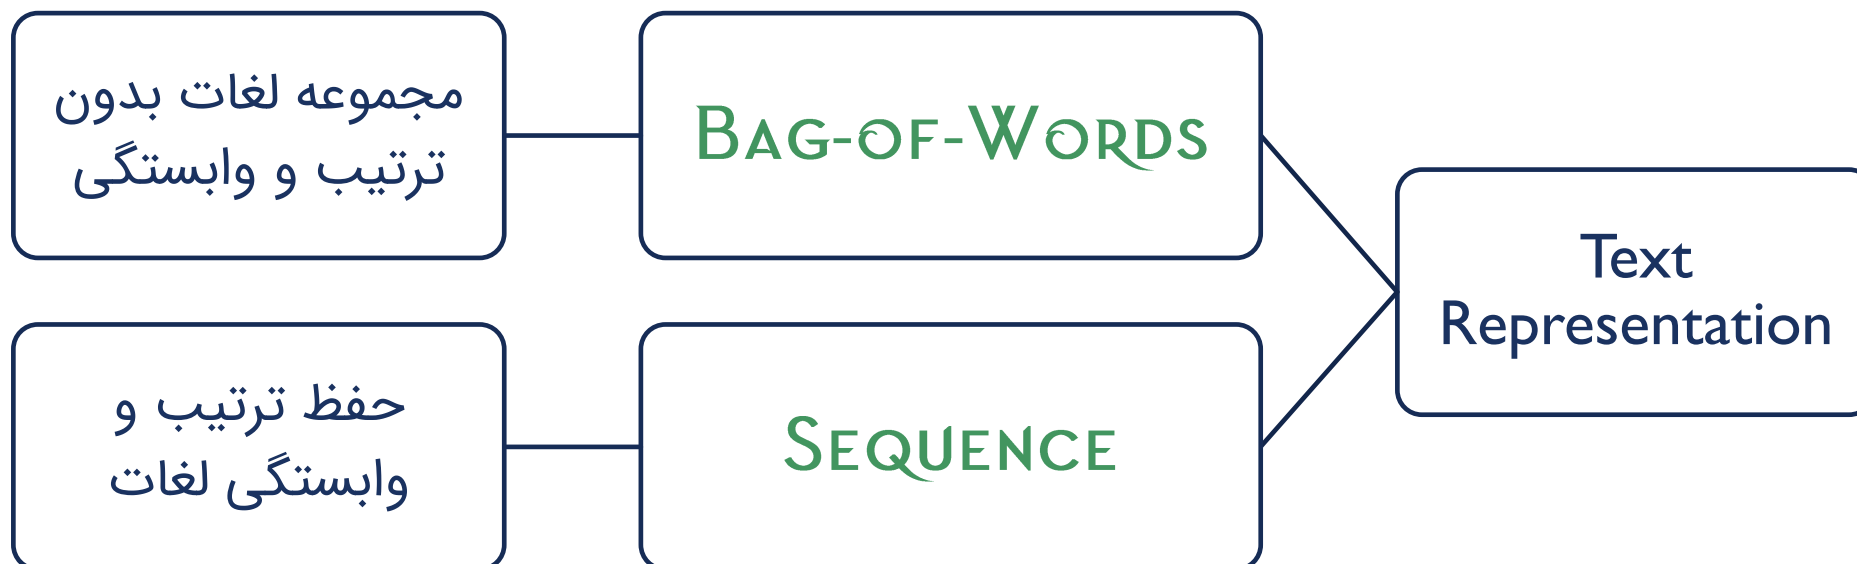 Text
Representation
Bag-of-Words
مجموعه لغات بدون
ترتیب و وابستگی
Sequence
حفظ ترتیب و
وابستگی لغات